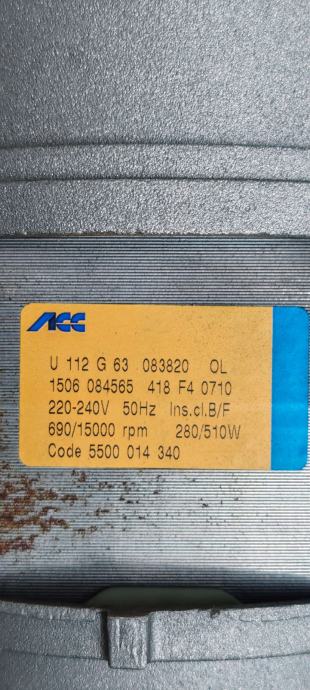 ACC
U 112 G 63 083820 OL
1506 084565 418 F4 0710
220-240V 50Hz Ins.cl.B/F
690/15000 rpm 280/510W
Code 5500 014 340